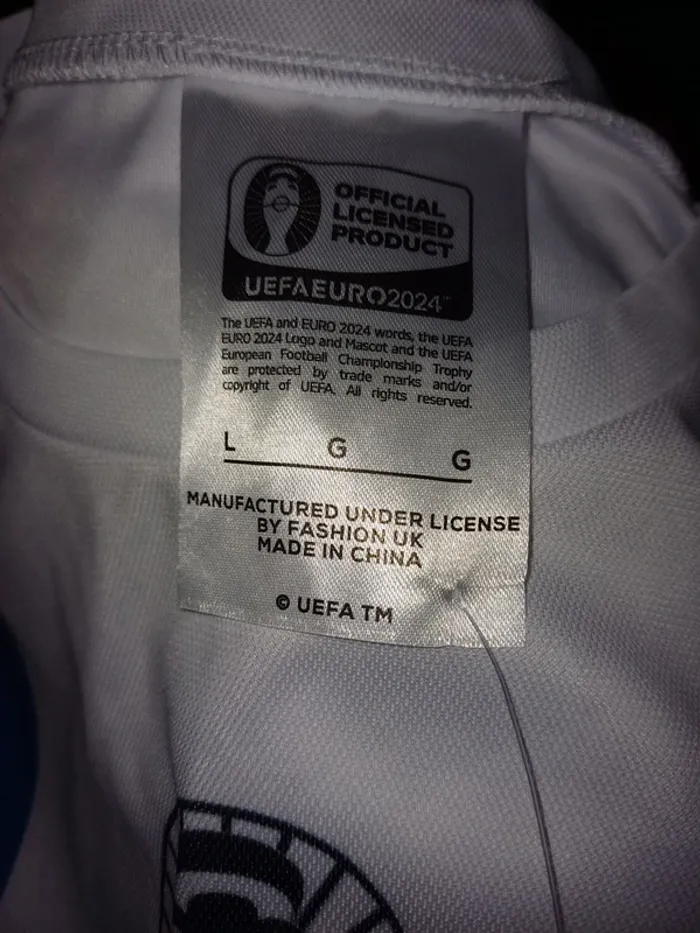 OFFICIAL
LICENSED
PRODUCT
UEFAEURO2024™
The UEFA and EURO 2024 words, the UEFA
EURO 2024 Logo and Mascot and the UEFA
European Football Championship Trophy
are protected by trade marks and/or
copyright of UEFA. All rights reserved.
L G G
MANUFACTURED UNDER LICENSE
BY FASHION UK
MADE IN CHINA
© UEFA TM